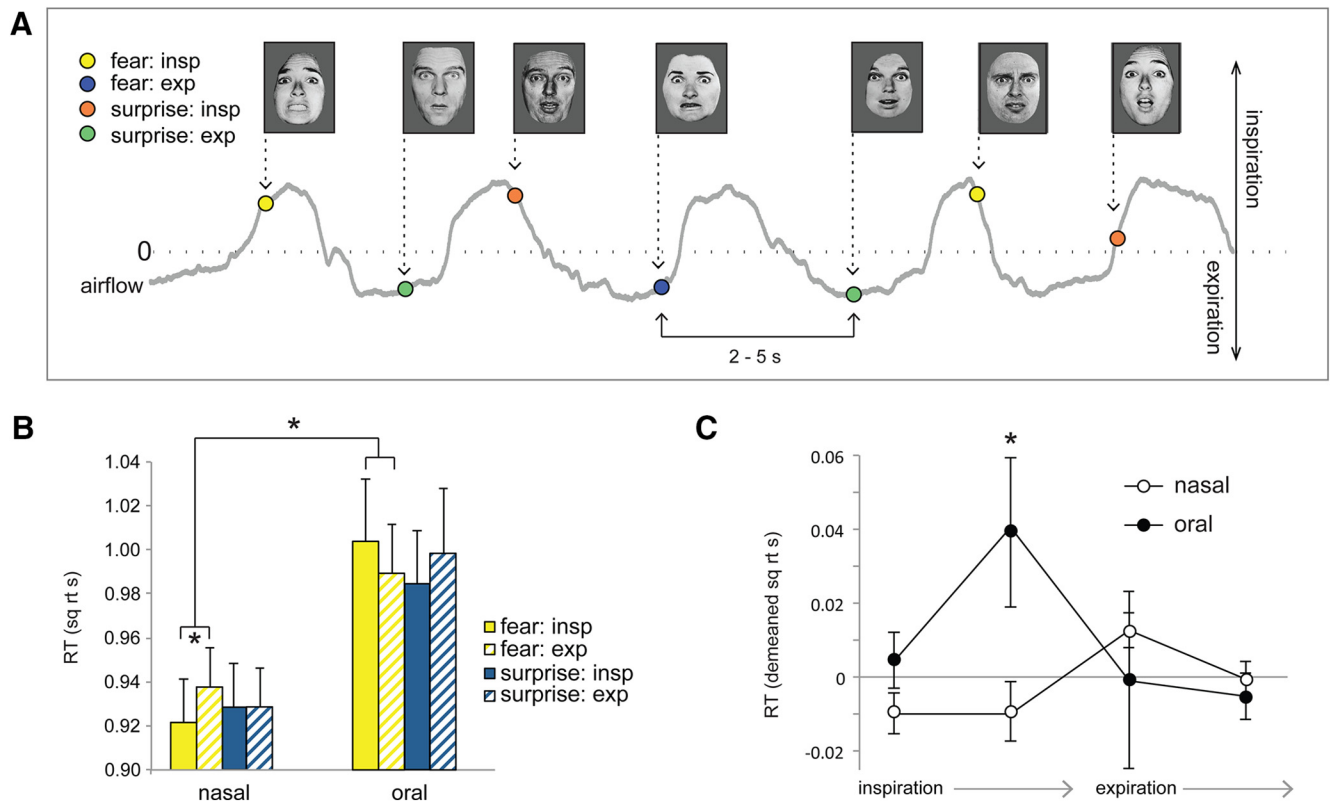 A
fear: insp
fear: exp
surprise: insp
surprise: exp
0
airflow
inspiration
expiration
2 - 5 s
B
*
1.04
1.02
1.00
0.98
0.96
0.94
0.92
0.90
RT (sq rt s)
*
nasal
oral
fear: insp
fear: exp
surprise: insp
surprise: exp
C
*
0.06
0.04
0.02
0
-0.02
RT (demeaned sq rt s)
nasal
oral
inspiration
expiration